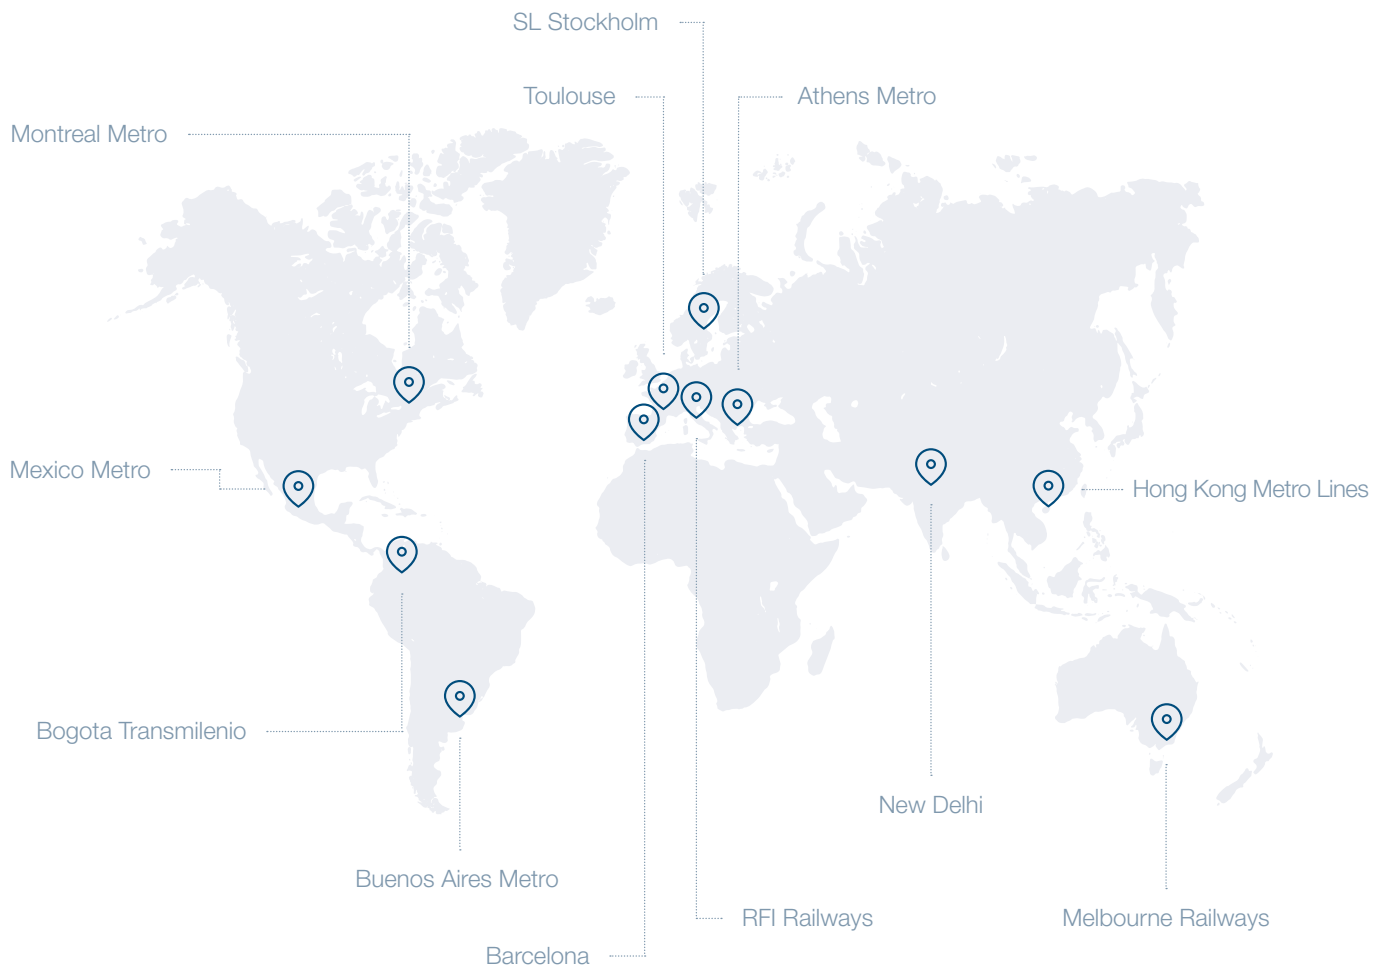 SL Stockholm
Toulouse
Athens Metro
Montreal Metro
Mexico Metro
Hong Kong Metro Lines
Bogota Transmilenio
New Delhi
Buenos Aires Metro
RFI Railways
Melbourne Railways
Barcelona